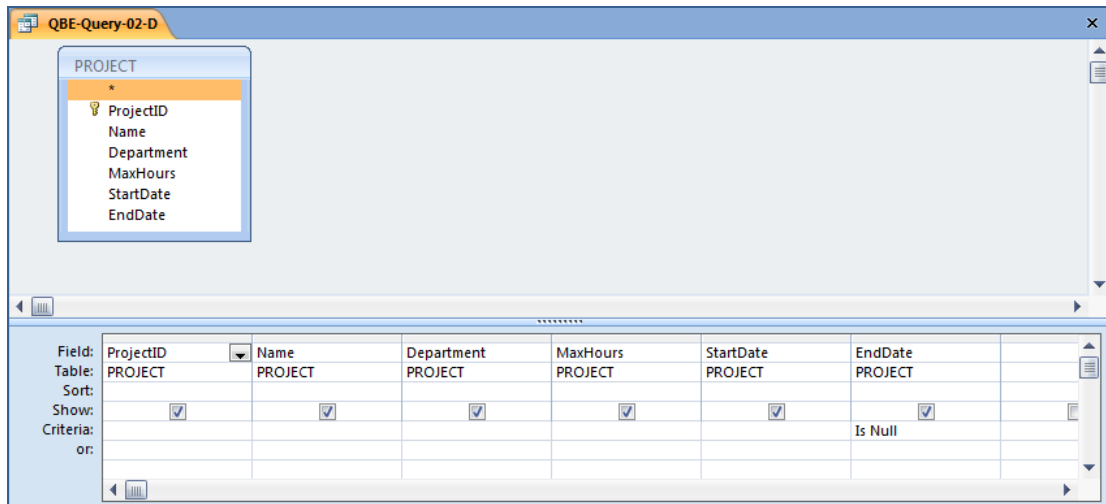 QBE-Query-02-D
PROJECT
*
ProjectID
Name
Department
MaxHours
StartDate
EndDate
Field: ProjectID Name Department MaxHours StartDate EndDate
Table: PROJECT PROJECT PROJECT PROJECT PROJECT PROJECT
Sort:
Show:
Criteria: Is Null
or: